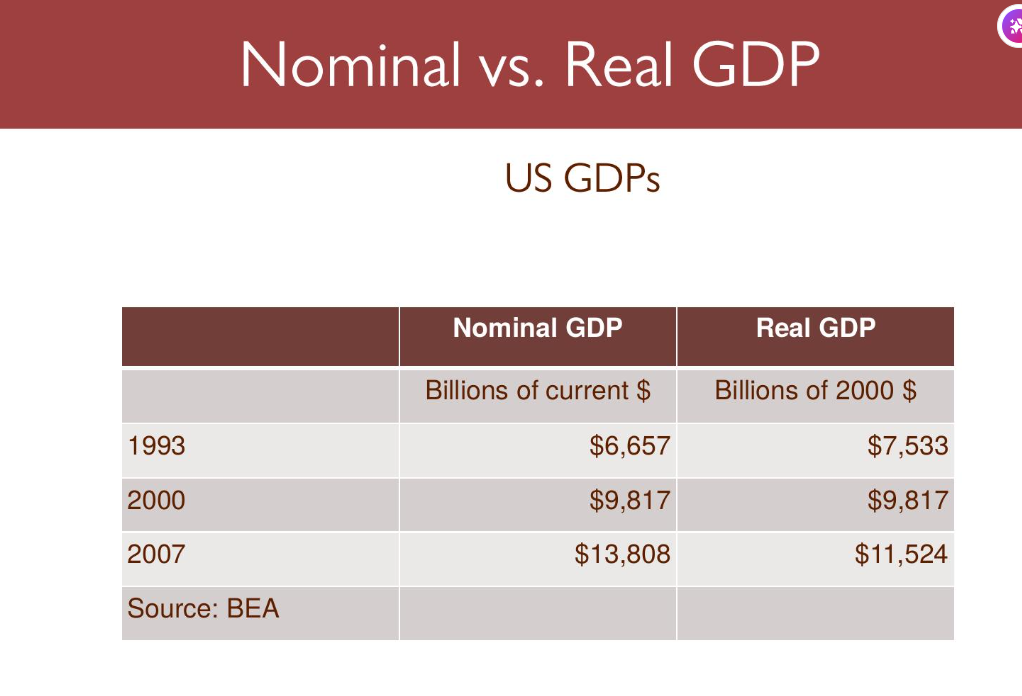 Nominal vs. Real GDP
US GDPs
Nominal GDP Real GDP
Billions of current $ Billions of 2000 $
1993 $6,657 $7,533
2000 $9,817 $9,817
2007 $13,808 $11,524
Source: BEA